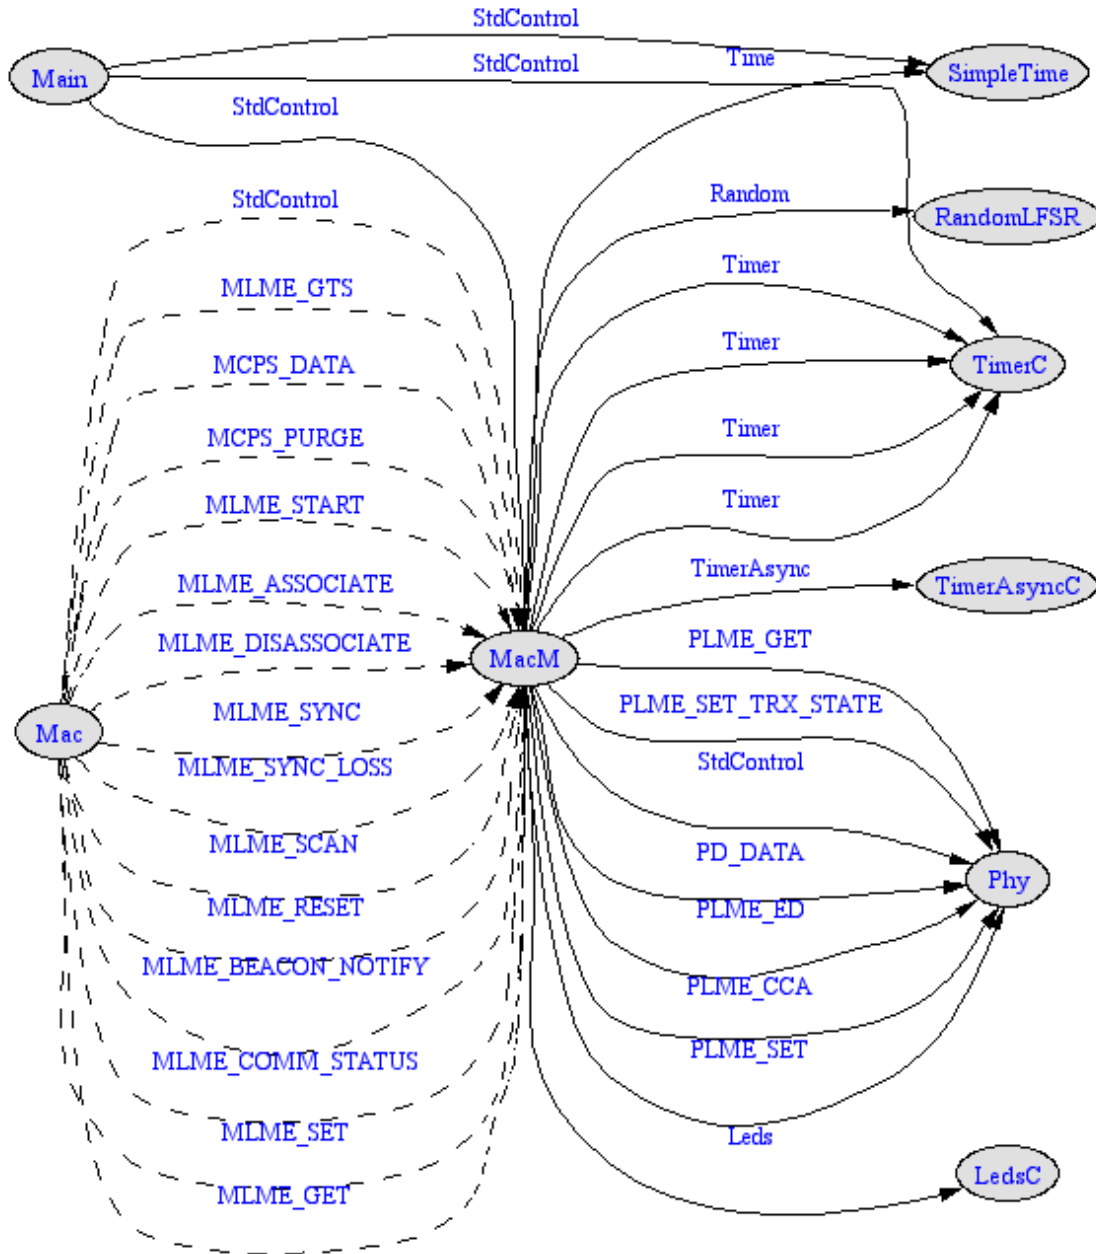 StdControl
Main
StdControl
Time
SimpleTime
StdControl
StdControl
Random
RandomLFSR
MLME_GTS
Timer
MCPS_DATA
Timer
TimerC
MCPS_PURGE
Timer
MLME_START
Timer
MLME_ASSOCIATE
TimerAsync
TimerAsyncC
MLME_DISASSOCIATE
MacM
PLME_GET
MLME_SYNC
PLME_SET_TRX_STATE
Mac
MLME_SYNC_LOSS
StdControl
MLME_SCAN
PD_DATA
Phy
MLME_RESET
PLME_ED
MLME_BEACON_NOTIFY
PLME_CCA
MLME_COMM_STATUS
PLME_SET
MLME_SET
Leds
LedsC
MLME_GET